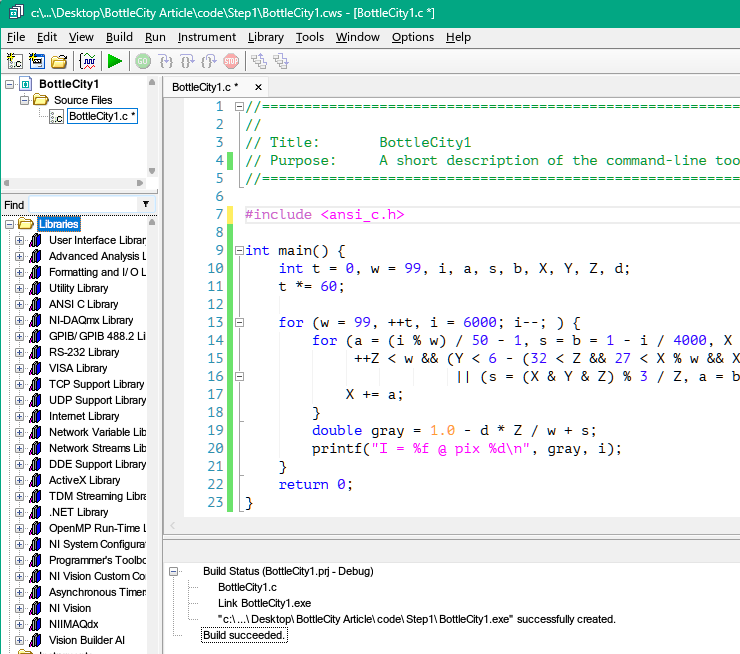 c:\...\Desktop\BottleCity Article\code\Step1\BottleCity1.cws - [BottleCity1.c *]
File Edit View Build Run Instrument Library Tools Window Options Help
GO STOP
BottleCity1
Source Files
BottleCity1.c *
Find
Libraries
User Interface Librar
Advanced Analysis L
Formatting and I/O L
Utility Library
ANSI C Library
NI-DAQmx Library
GPIB/ GPIB 488.2 Li
RS-232 Library
VISA Library
TCP Support Library
UDP Support Library
Internet Library
Network Variable Lib
Network Streams Lib
DDE Support Library
ActiveX Library
TDM Streaming Libra
.NET Library
OpenMP Run-Time L
NI System Configurat
Programmer's Toolbo
NI Vision Custom Co
Asynchronous Timer
NI Vision
NIIMAQdx
Vision Builder AI
BottleCity1.c *
1 //==========================================================
2 //
3 // Title:       BottleCity1
4 // Purpose:     A short description of the command-line too
5 //==========================================================
6
7 #include <ansi_c.h>
8
9 int main() {
10     int t = 0, w = 99, i, a, s, b, X, Y, Z, d;
11     t *= 60;
12
13     for (w = 99, ++t, i = 6000; i--; ) {
14         for (a = (i % w) / 50 - 1, s = b = 1 - i / 4000, X
15              ++Z < w && (Y < 6 - (32 < Z && 27 < X % w && X
16                          || (s = (X & Y & Z) % 3 / Z, a = b
17             X += a;
18         }
19         double gray = 1.0 - d * Z / w + s;
20         printf("I = %f @ pix %d\n", gray, i);
21     }
22     return 0;
23 }
Build Status (BottleCity1.prj - Debug)
BottleCity1.c
Link BottleCity1.exe
"c:\ ...\ Desktop\ BottleCity Article\ code\ Step1\ BottleCity1.exe" successfully created.
Build succeeded.